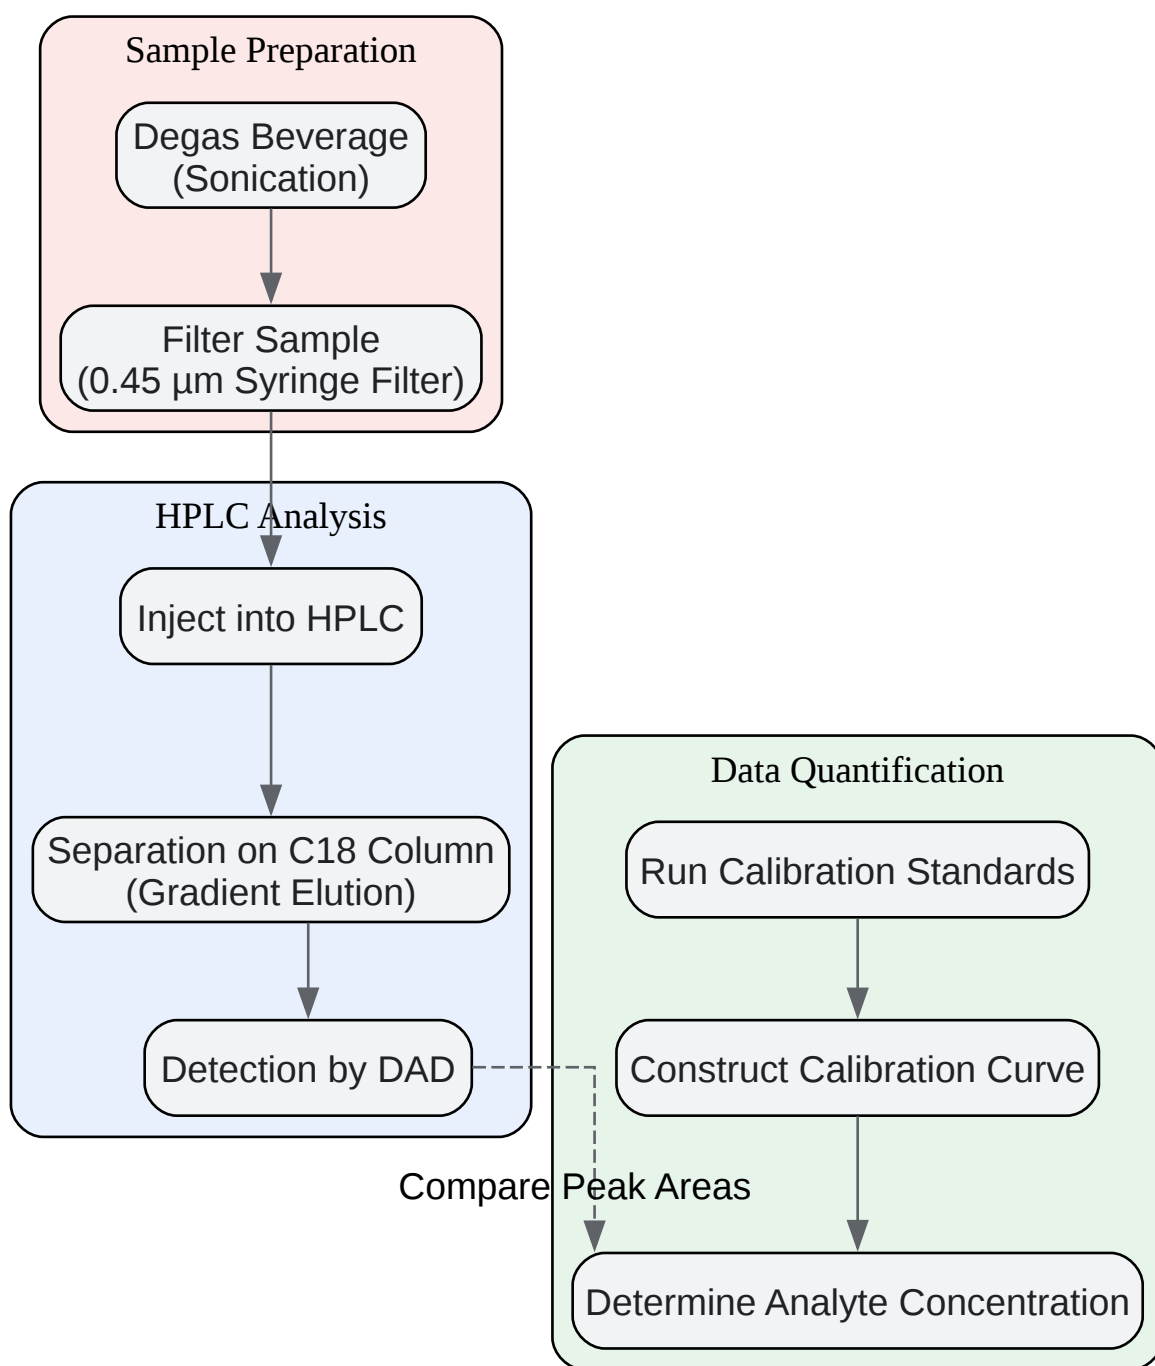 Sample Preparation
Degas Beverage
(Sonication)
Filter Sample
(0.45 µm Syringe Filter)
HPLC Analysis
Inject into HPLC
Separation on C18 Column
(Gradient Elution)
Detection by DAD
Compare Peak Areas
Data Quantification
Run Calibration Standards
Construct Calibration Curve
Determine Analyte Concentration